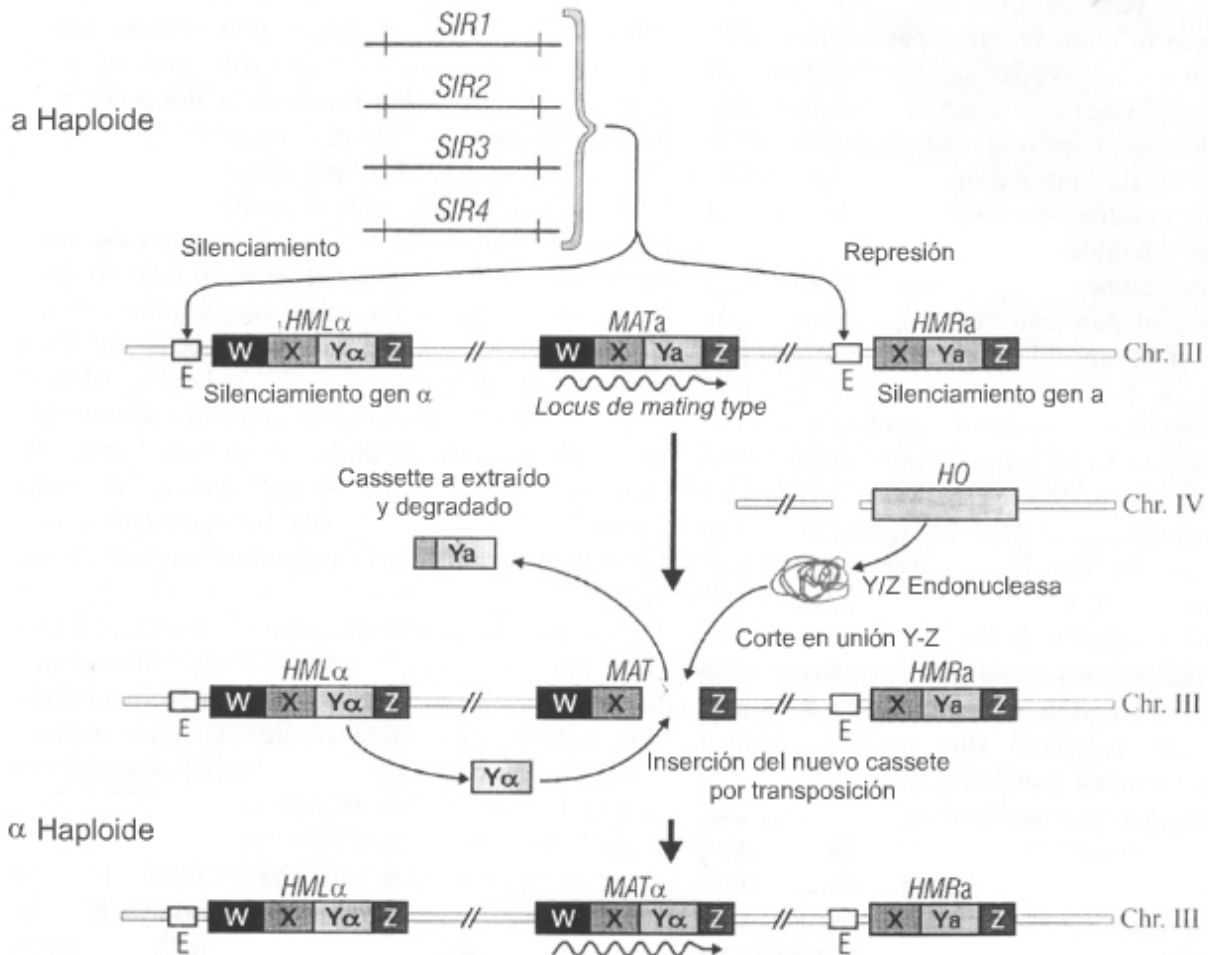 SIR1
SIR2
a Haploide
SIR3
SIR4
Silenciamiento
Represión
HMLα
MATa
HMRa
W X Yα Z
W X Ya Z
X Ya Z
Chr. III
E
E
Silenciamiento gen α
Locus de mating type
Silenciamiento gen a
Cassette a extraído
y degradado
HO
Chr. IV
Ya
Y/Z Endonucleasa
Corte en unión Y-Z
HMLα
MAT
HMRa
W X Yα Z
W X Z
X Ya Z
Chr. III
E
E
Yα
Inserción del nuevo cassete
por transposición
α Haploide
HMLα
MATα
HMRa
W X Yα Z
W X Yα Z
X Ya Z
Chr. III
E
E